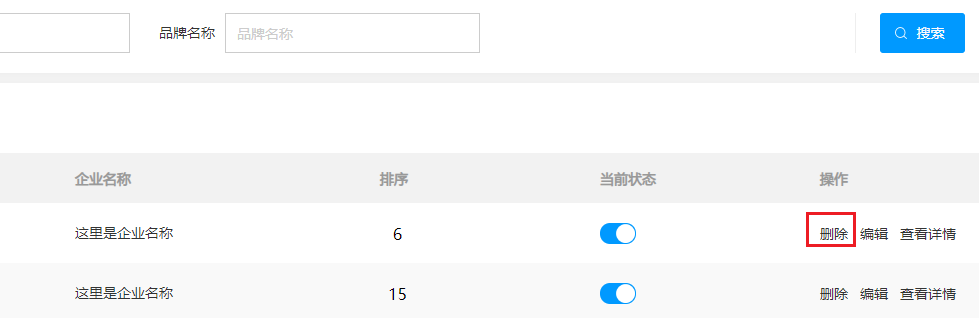 品牌名称 品牌名称 搜索
企业名称 排序 当前状态 操作
这里是企业名称 6 删除 编辑 查看详情
这里是企业名称 15 删除 编辑 查看详情